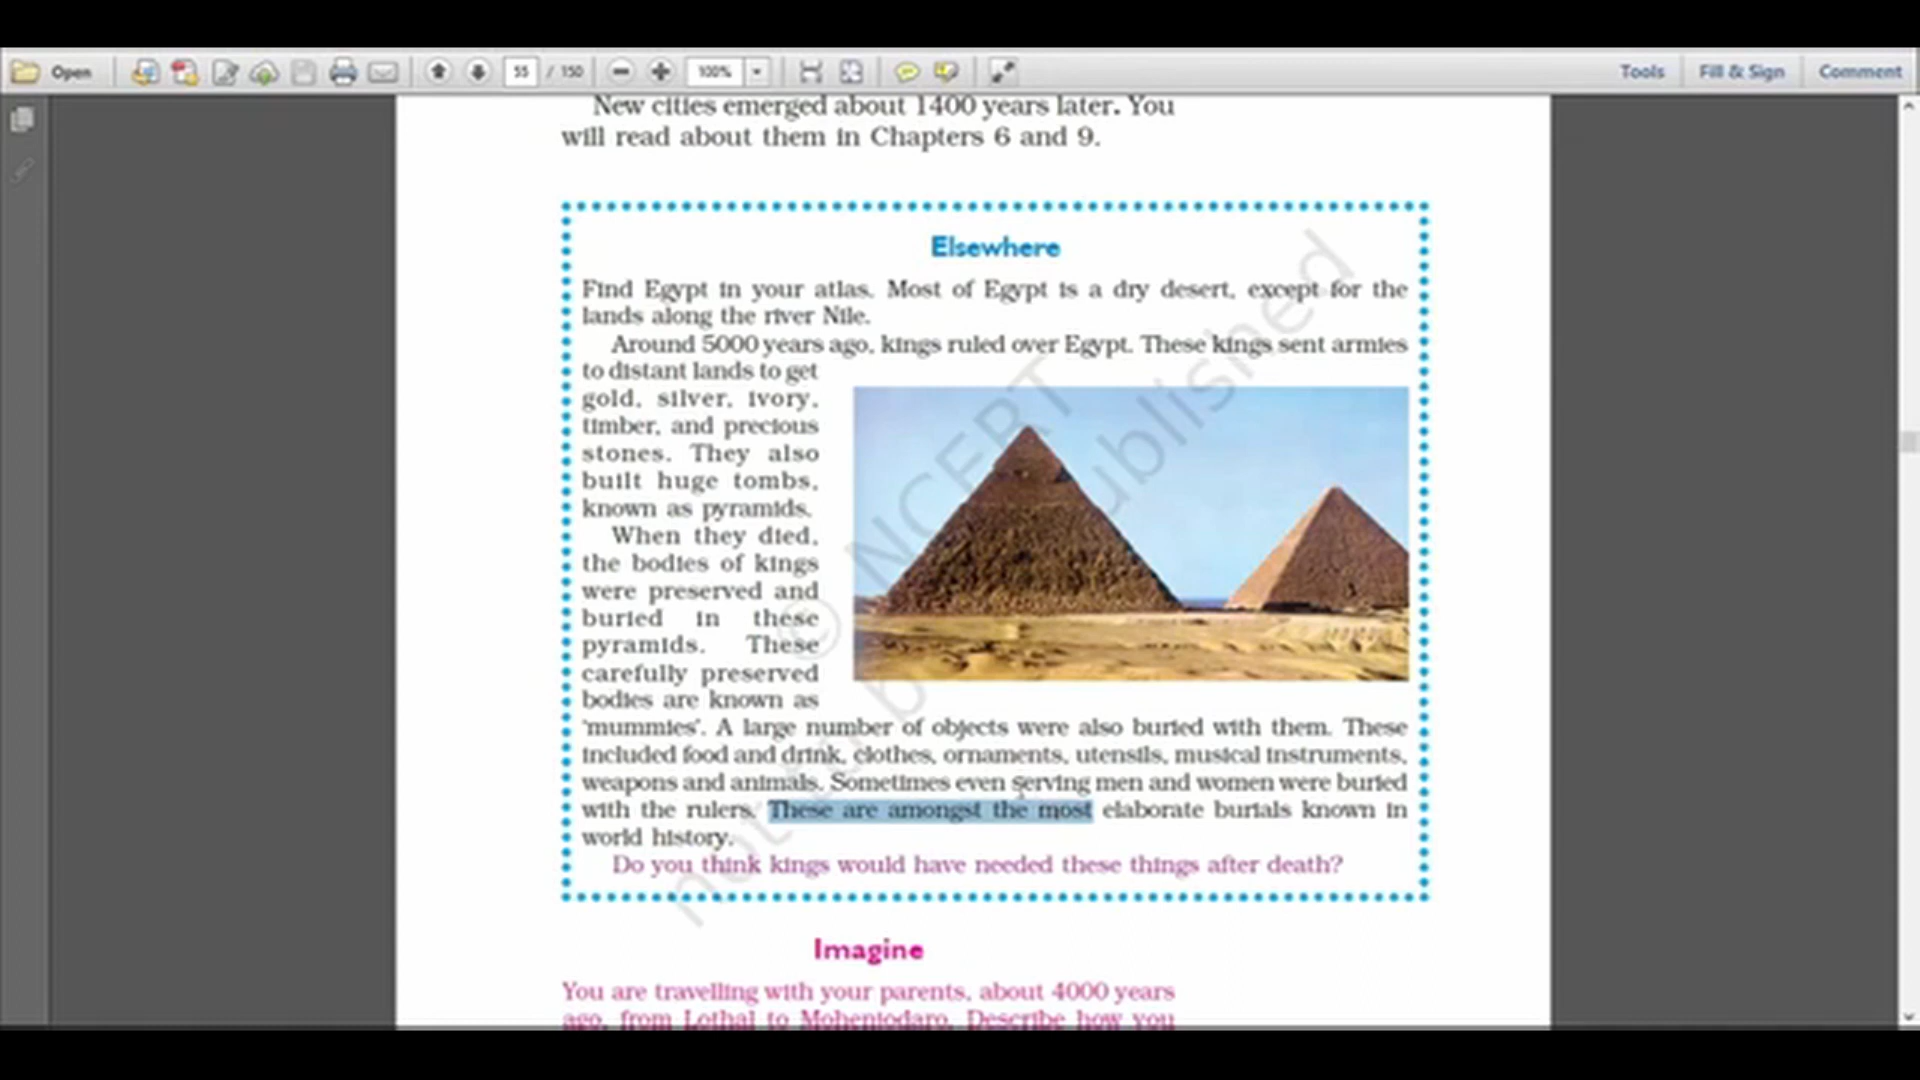 Open
55 / 150
100%
Tools
Fill & Sign
Comment
New cities emerged about 1400 years later. You
will read about them in Chapters 6 and 9.
Elsewhere
Find Egypt in your atlas. Most of Egypt is a dry desert, except for the
lands along the river Nile.
Around 5000 years ago, kings ruled over Egypt. These kings sent armies
to distant lands to get
gold, silver, ivory,
timber, and precious
stones. They also
built huge tombs,
known as pyramids.
When they died,
the bodies of kings
were preserved and
buried in these
pyramids. These
carefully preserved
bodies are known as
'mummies'. A large number of objects were also buried with them. These
included food and drink, clothes, ornaments, utensils, musical instruments,
weapons and animals. Sometimes even serving men and women were buried
with the rulers. These are amongst the most elaborate burials known in
world history.
Do you think kings would have needed these things after death?
© NCERT
not to b ublished
Imagine
You are travelling with your parents, about 4000 years
ago, from Lothal to Mohenjodaro. Describe how you